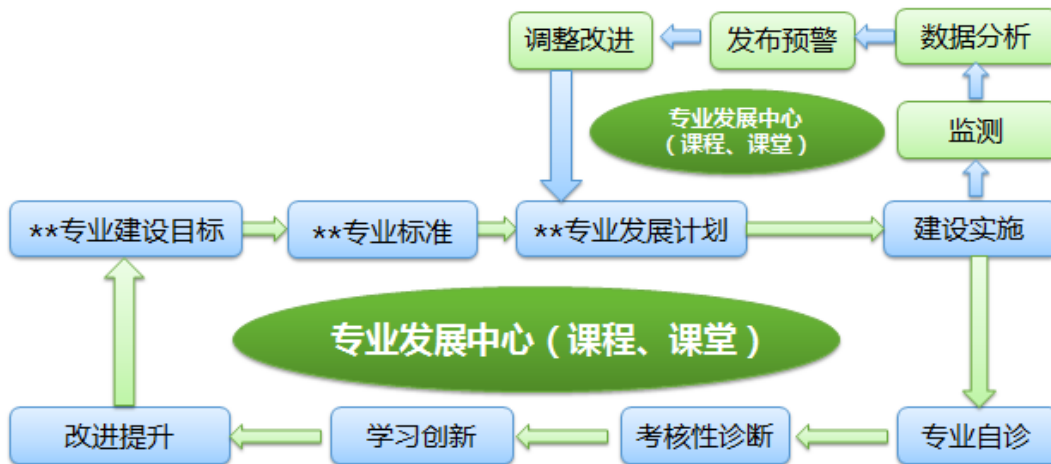 调整改进
发布预警
数据分析
专业发展中心
（课程、课堂）
监测
**专业建设目标
**专业标准
**专业发展计划
建设实施
专业发展中心（课程、课堂）
改进提升
学习创新
考核性诊断
专业自诊